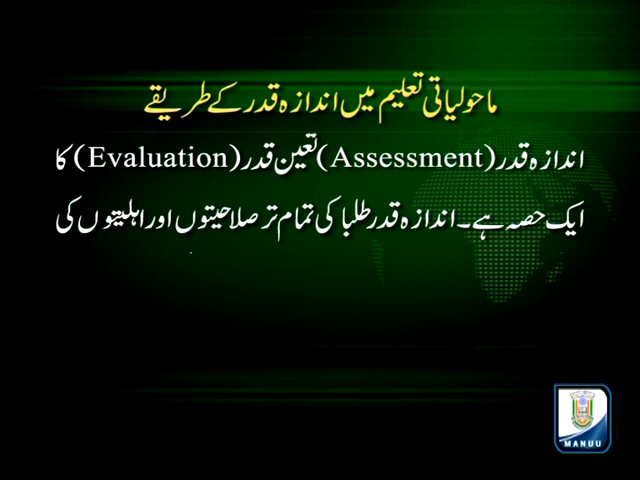 ماحولیاتی تعلیم میں اندازہ قدر کے طریقے
اندازہ قدر (Assessment) تعین قدر (Evaluation) کا
ایک حصہ ہے۔ اندازہ قدر طلبا کی تمام تر صلاحیتوں اور اہلیتوں کی
MANUU